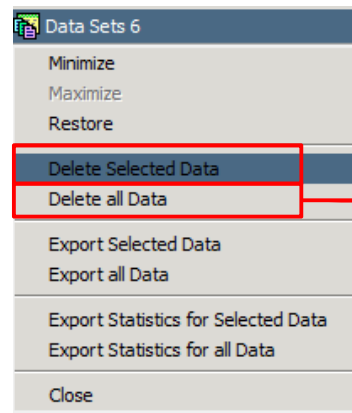 Data Sets 6
Minimize
Maximize
Restore
Delete Selected Data
Delete all Data
Export Selected Data
Export all Data
Export Statistics for Selected Data
Export Statistics for all Data
Close